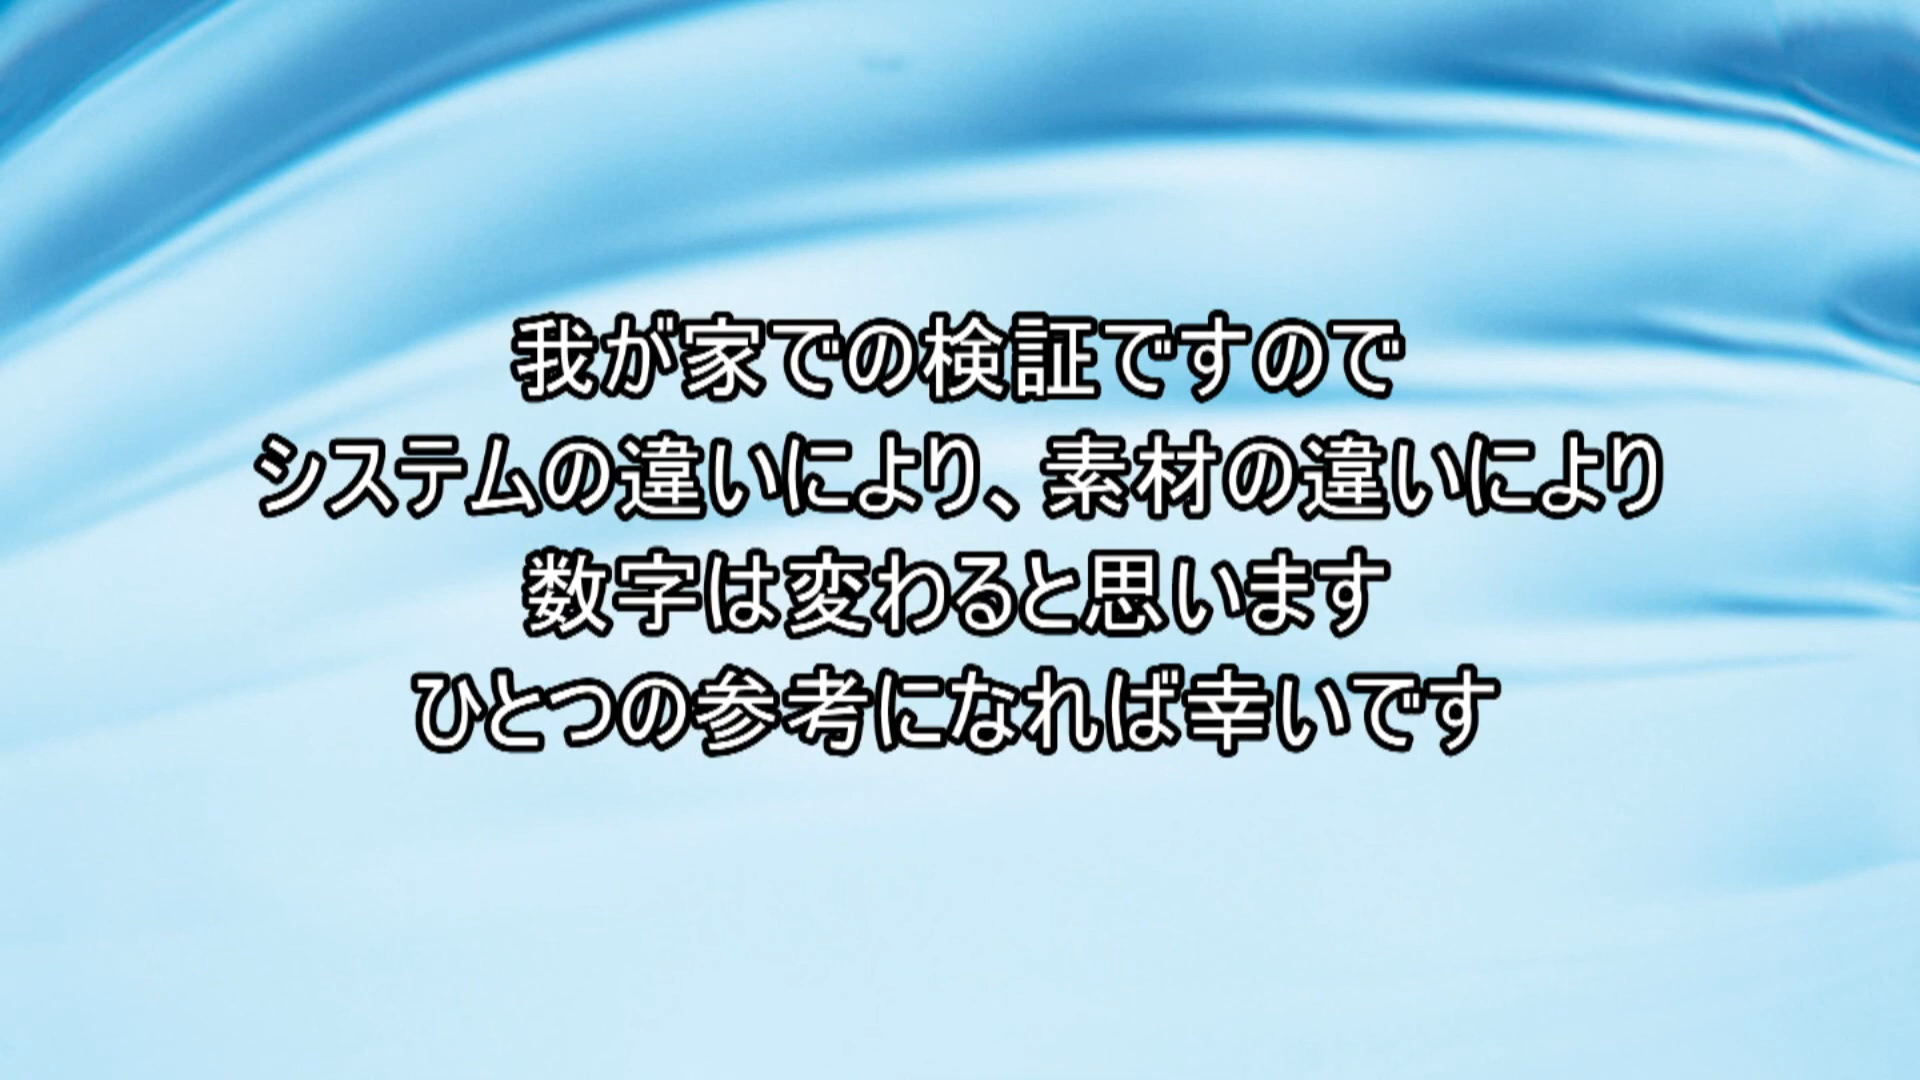 我が家での検証ですので
システムの違いにより、素材の違いにより
数字は変わると思います
ひとつの参考になれば幸いです